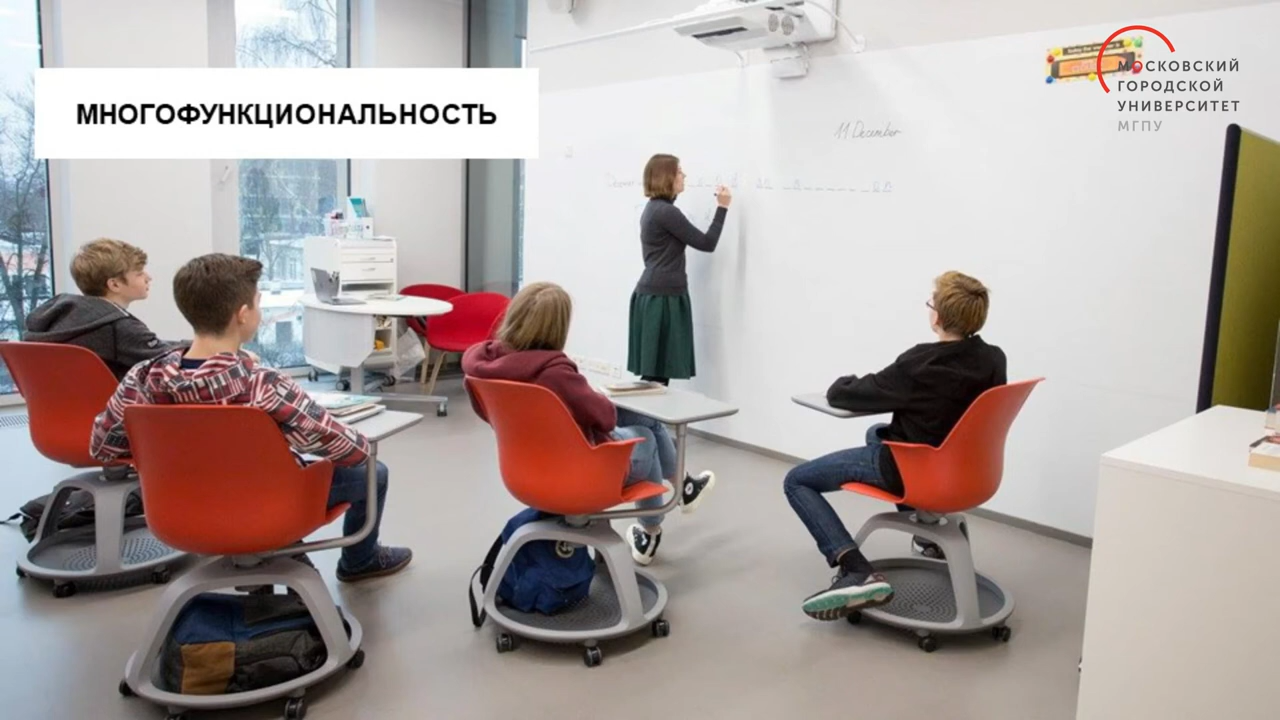 МНОГОФУНКЦИОНАЛЬНОСТЬ
МОСКОВСКИЙ
ГОРОДСКОЙ
УНИВЕРСИТЕТ
МГПУ
11 December